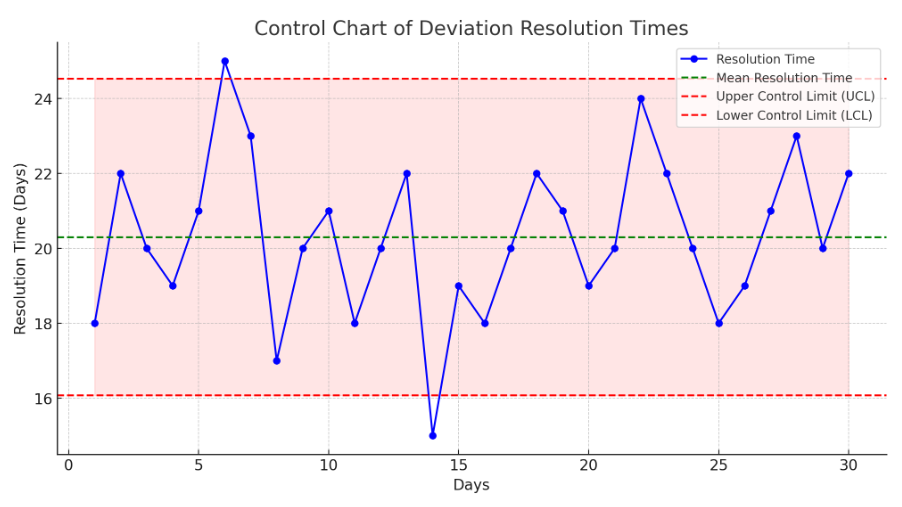 Control Chart of Deviation Resolution Times
Resolution Time
Mean Resolution Time
Upper Control Limit (UCL)
Lower Control Limit (LCL)
Resolution Time (Days)
24
22
20
18
16
0 5 10 15 20 25 30
Days